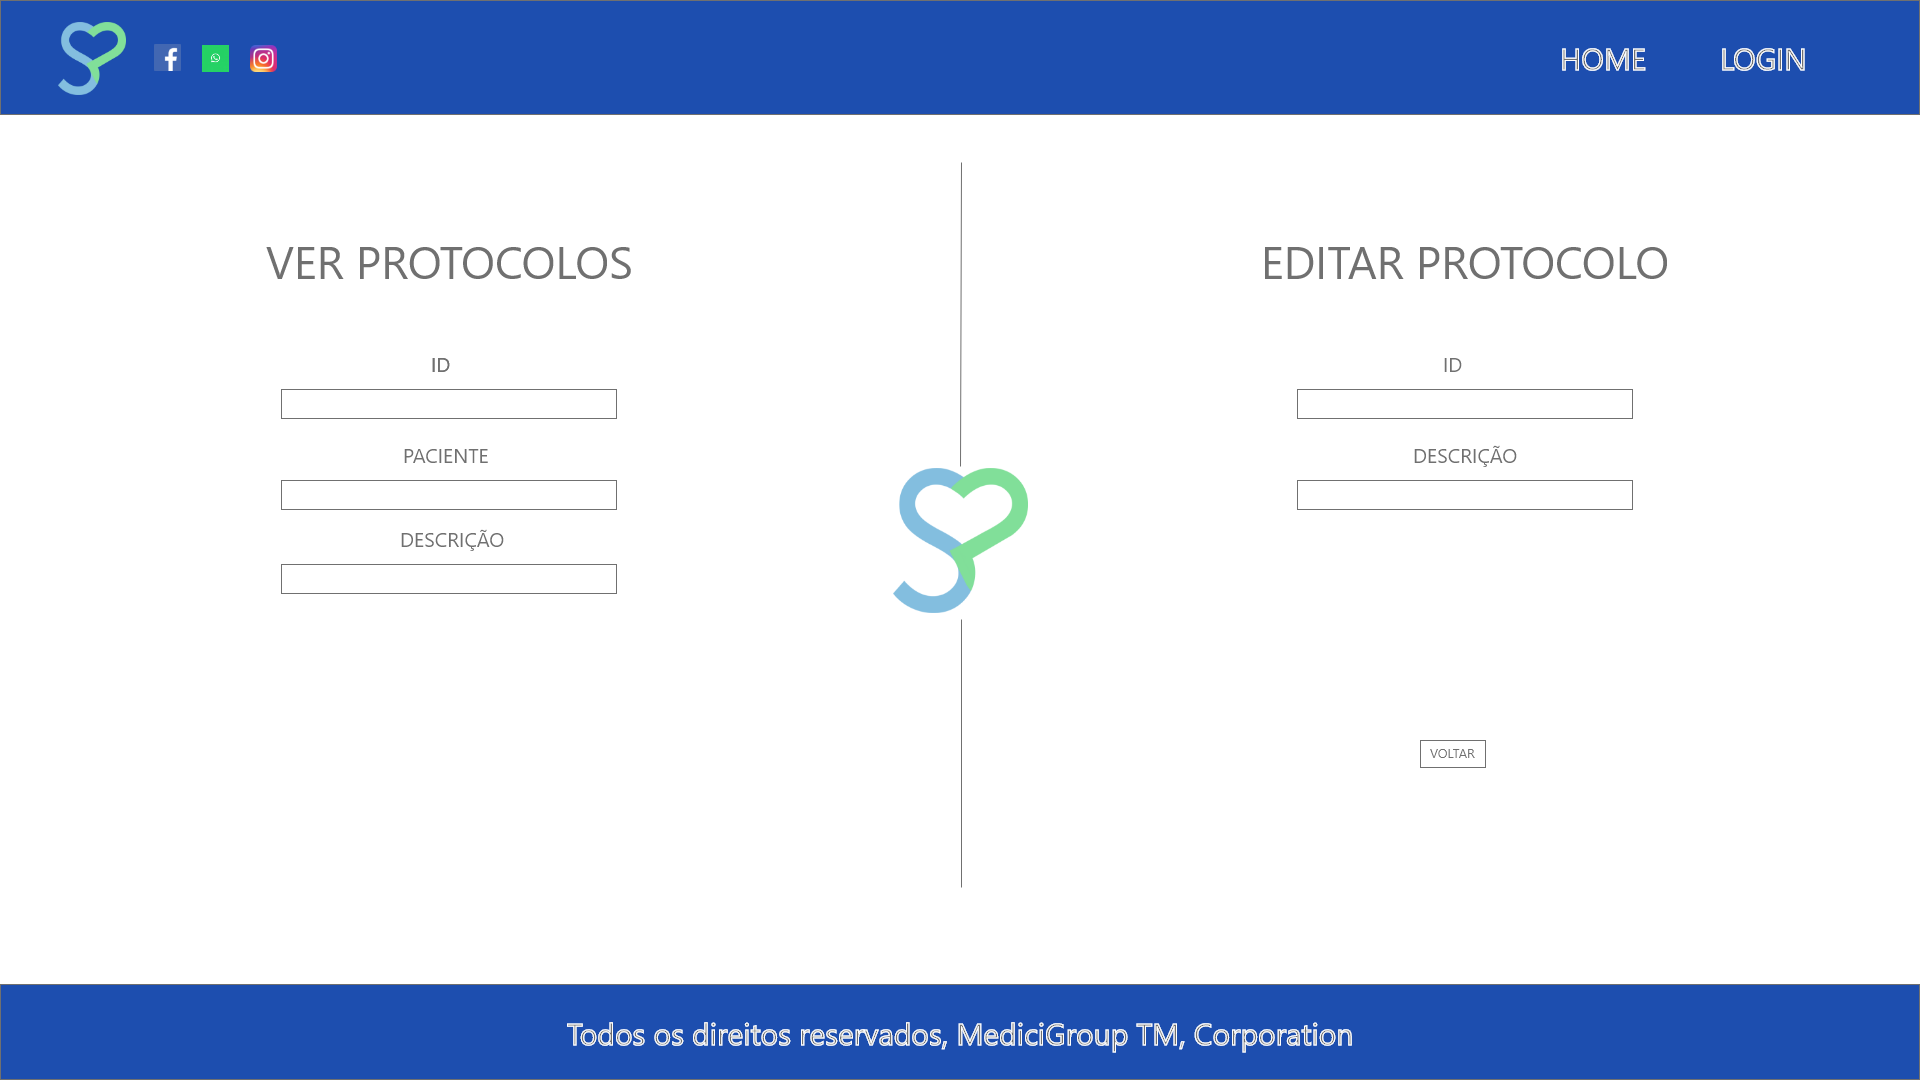 HOME
LOGIN
VER PROTOCOLOS
ID
PACIENTE
DESCRIÇÃO
EDITAR PROTOCOLO
ID
DESCRIÇÃO
VOLTAR
Todos os direitos reservados, MediciGroup TM, Corporation